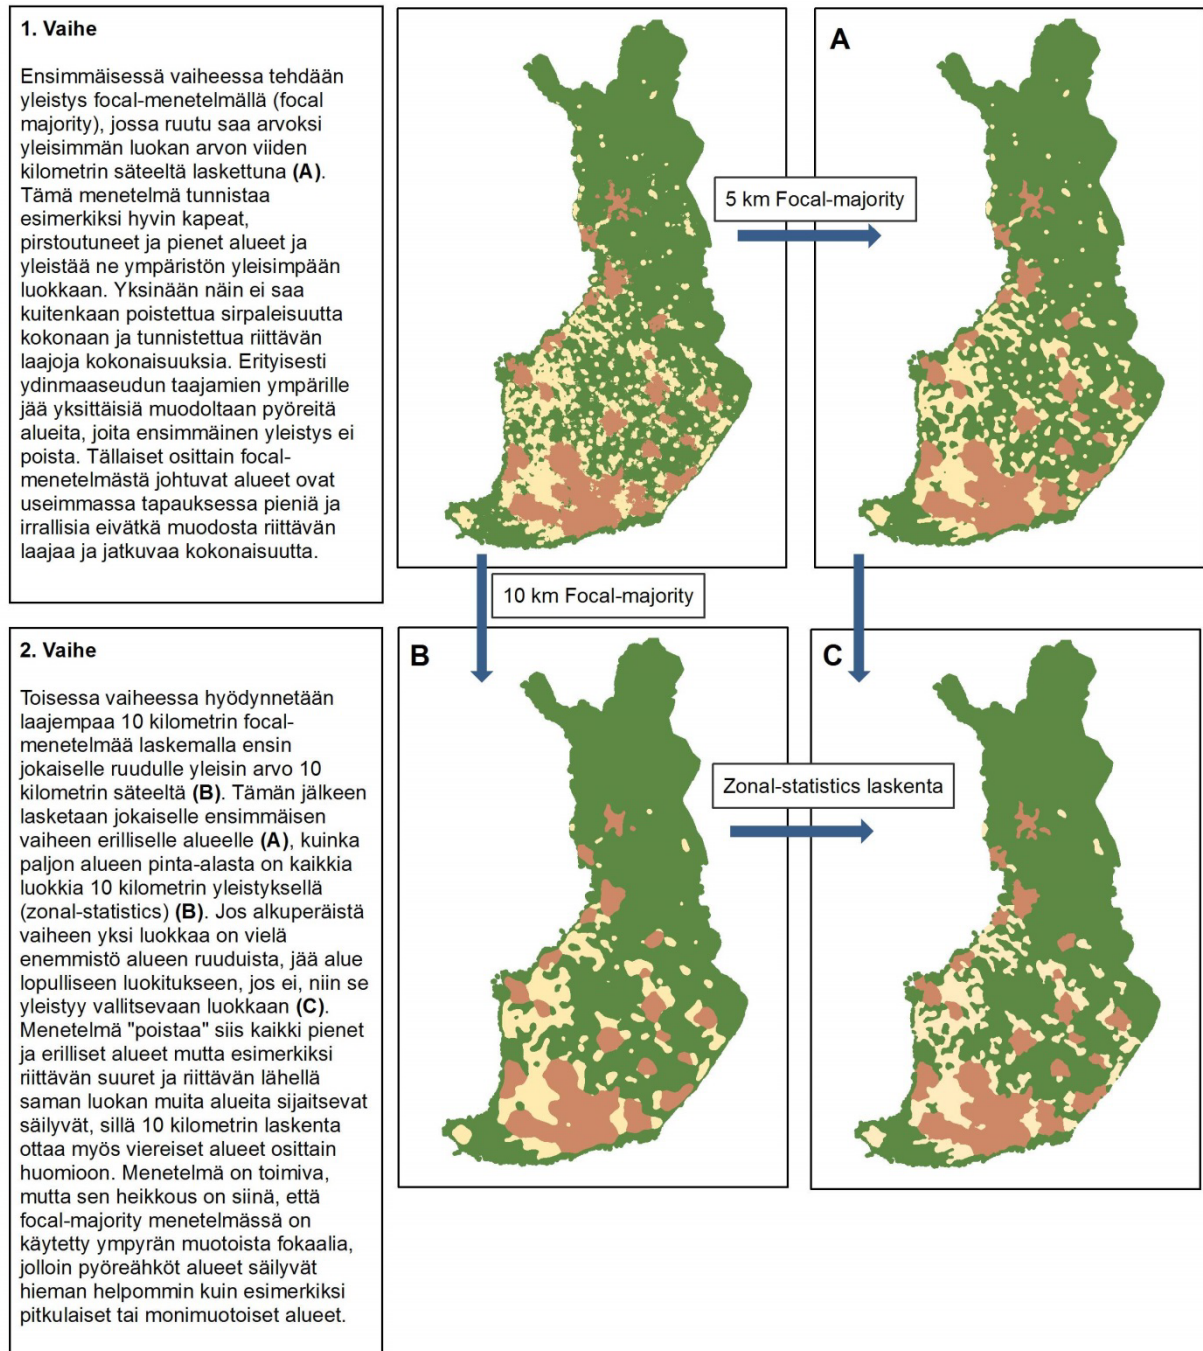 1. Vaihe
Ensimmäisessä vaiheessa tehdään
yleistys focal-menetelmällä (focal
majority), jossa ruutu saa arvoksi
yleisimmän luokan arvon viiden
kilometrin säteeltä laskettuna (A).
Tämä menetelmä tunnistaa
esimerkiksi hyvin kapeat,
pirstoutuneet ja pienet alueet ja
yleistää ne ympäristön yleisimpään
luokkaan. Yksinään näin ei saa
kuitenkaan poistettua sirpaleisuutta
kokonaan ja tunnistettua riittävän
laajoja kokonaisuuksia. Erityisesti
ydinmaaseudun taajamien ympärille
jää yksittäisiä muodoltaan pyöreitä
alueita, joita ensimmäinen yleistys ei
poista. Tällaiset osittain focal-
menetelmästä johtuvat alueet ovat
useimmassa tapauksessa pieniä ja
irrallisia eivätkä muodosta riittävän
laajaa ja jatkuvaa kokonaisuutta.
A
5 km Focal-majority
10 km Focal-majority
2. Vaihe
Toisessa vaiheessa hyödynnetään
laajempaa 10 kilometrin focal-
menetelmää laskemalla ensin
jokaiselle ruudulle yleisin arvo 10
kilometrin säteeltä (B). Tämän jälkeen
lasketaan jokaiselle ensimmäisen
vaiheen erilliselle alueelle (A), kuinka
paljon alueen pinta-alasta on kaikkia
luokkia 10 kilometrin yleistyksellä
(zonal-statistics) (B). Jos alkuperäistä
vaiheen yksi luokkaa on vielä
enemmistö alueen ruuduista, jää alue
lopulliseen luokitukseen, jos ei, niin se
yleistyy vallitsevaan luokkaan (C).
Menetelmä "poistaa" siis kaikki pienet
ja erilliset alueet mutta esimerkiksi
riittävän suuret ja riittävän lähellä
saman luokan muita alueita sijaitsevat
säilyvät, sillä 10 kilometrin laskenta
ottaa myös viereiset alueet osittain
huomioon. Menetelmä on toimiva,
mutta sen heikkous on siinä, että
focal-majority menetelmässä on
käytetty ympyrän muotoista fokaalia,
jolloin pyöreähköt alueet säilyvät
hieman helpommin kuin esimerkiksi
pitkulaiset tai monimuotoiset alueet.
B
C
Zonal-statistics laskenta